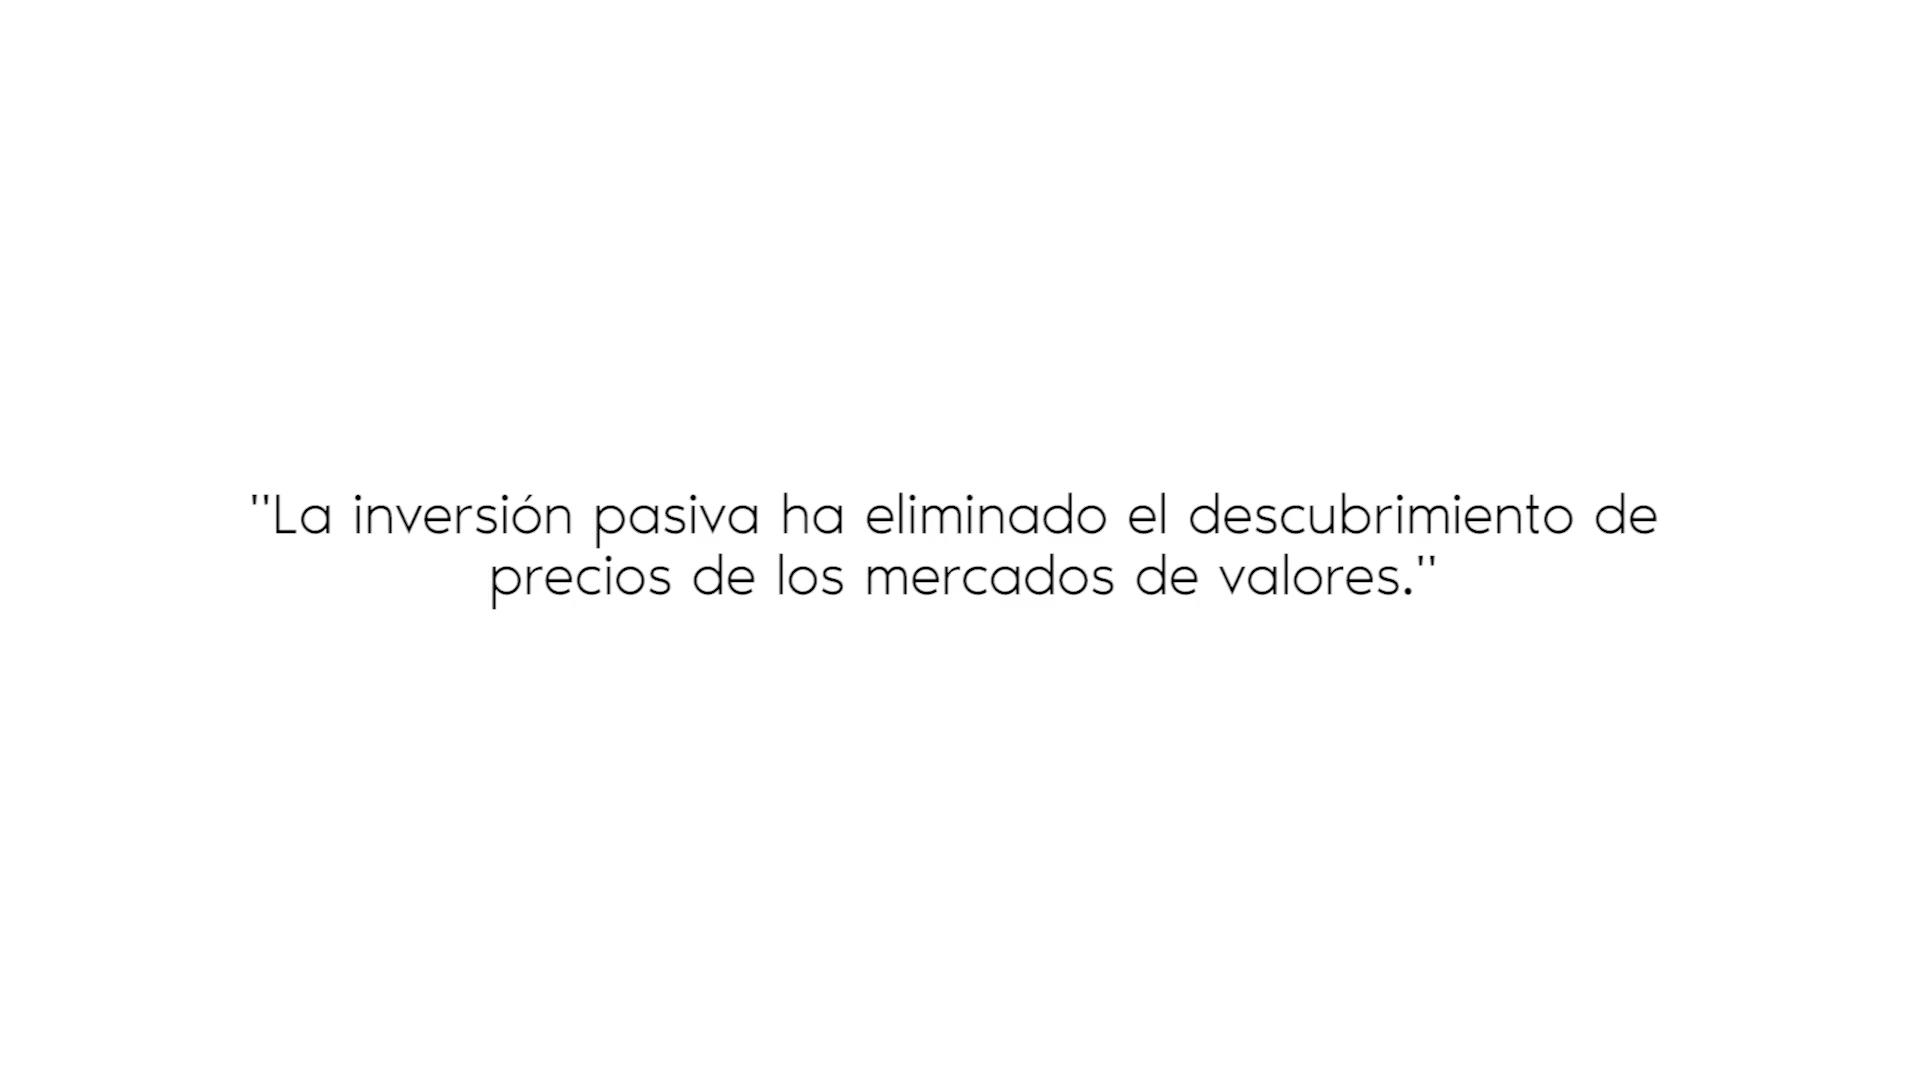 "La inversión pasiva ha eliminado el descubrimiento de
precios de los mercados de valores."